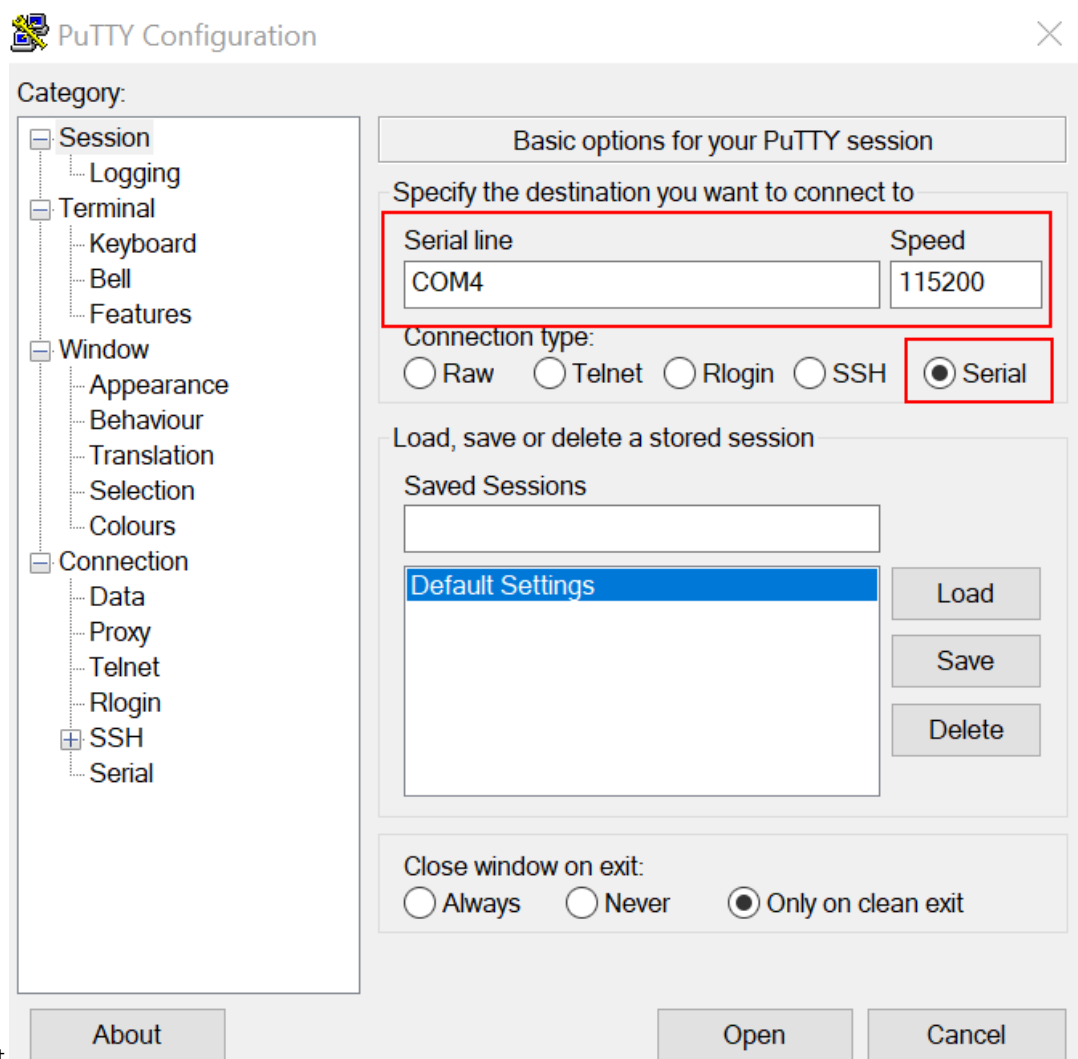 PuTTY Configuration
Category:
Session
Logging
Terminal
Keyboard
Bell
Features
Window
Appearance
Behaviour
Translation
Selection
Colours
Connection
Data
Proxy
Telnet
Rlogin
SSH
Serial
Basic options for your PuTTY session
Specify the destination you want to connect to
Serial line Speed
COM4 115200
Connection type:
Raw Telnet Rlogin SSH Serial
Load, save or delete a stored session
Saved Sessions
Default Settings
Load
Save
Delete
Close window on exit:
Always Never Only on clean exit
About Open Cancel